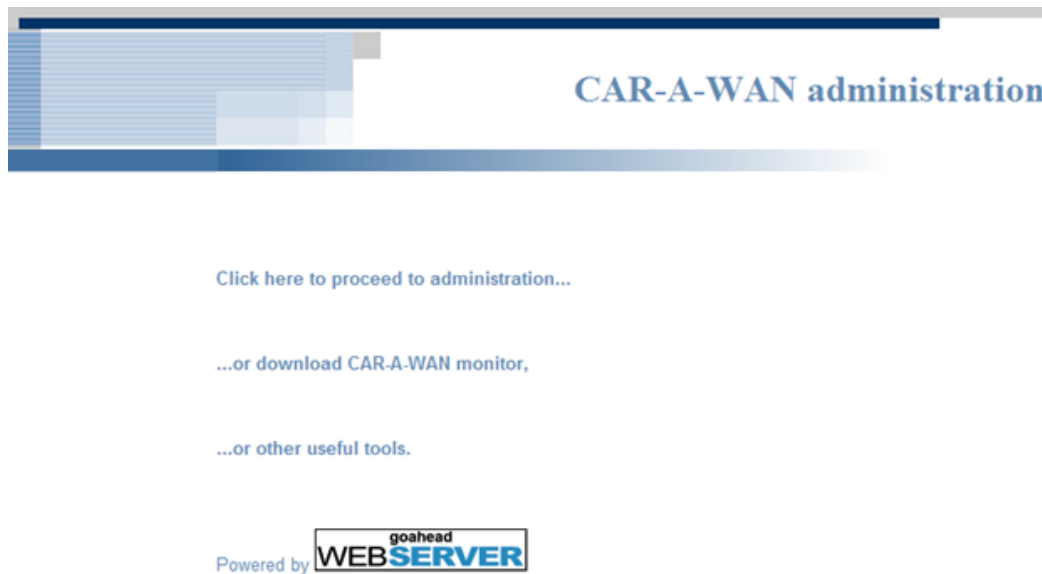 CAR-A-WAN administration
Click here to proceed to administration...
...or download CAR-A-WAN monitor,
...or other useful tools.
Powered by goahead WEBSERVER